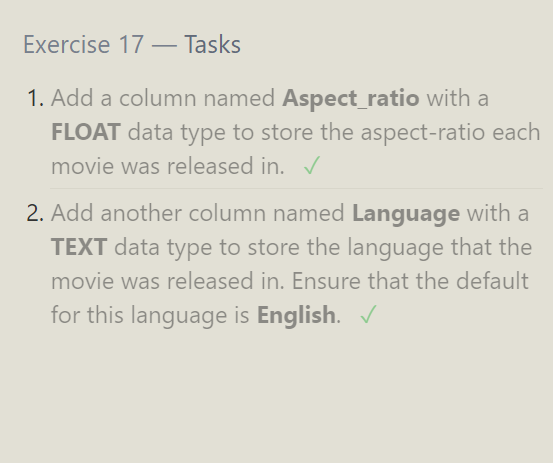 Exercise 17 — Tasks
1. Add a column named Aspect_ratio with a
FLOAT data type to store the aspect-ratio each
movie was released in. ✓
2. Add another column named Language with a
TEXT data type to store the language that the
movie was released in. Ensure that the default
for this language is English. ✓